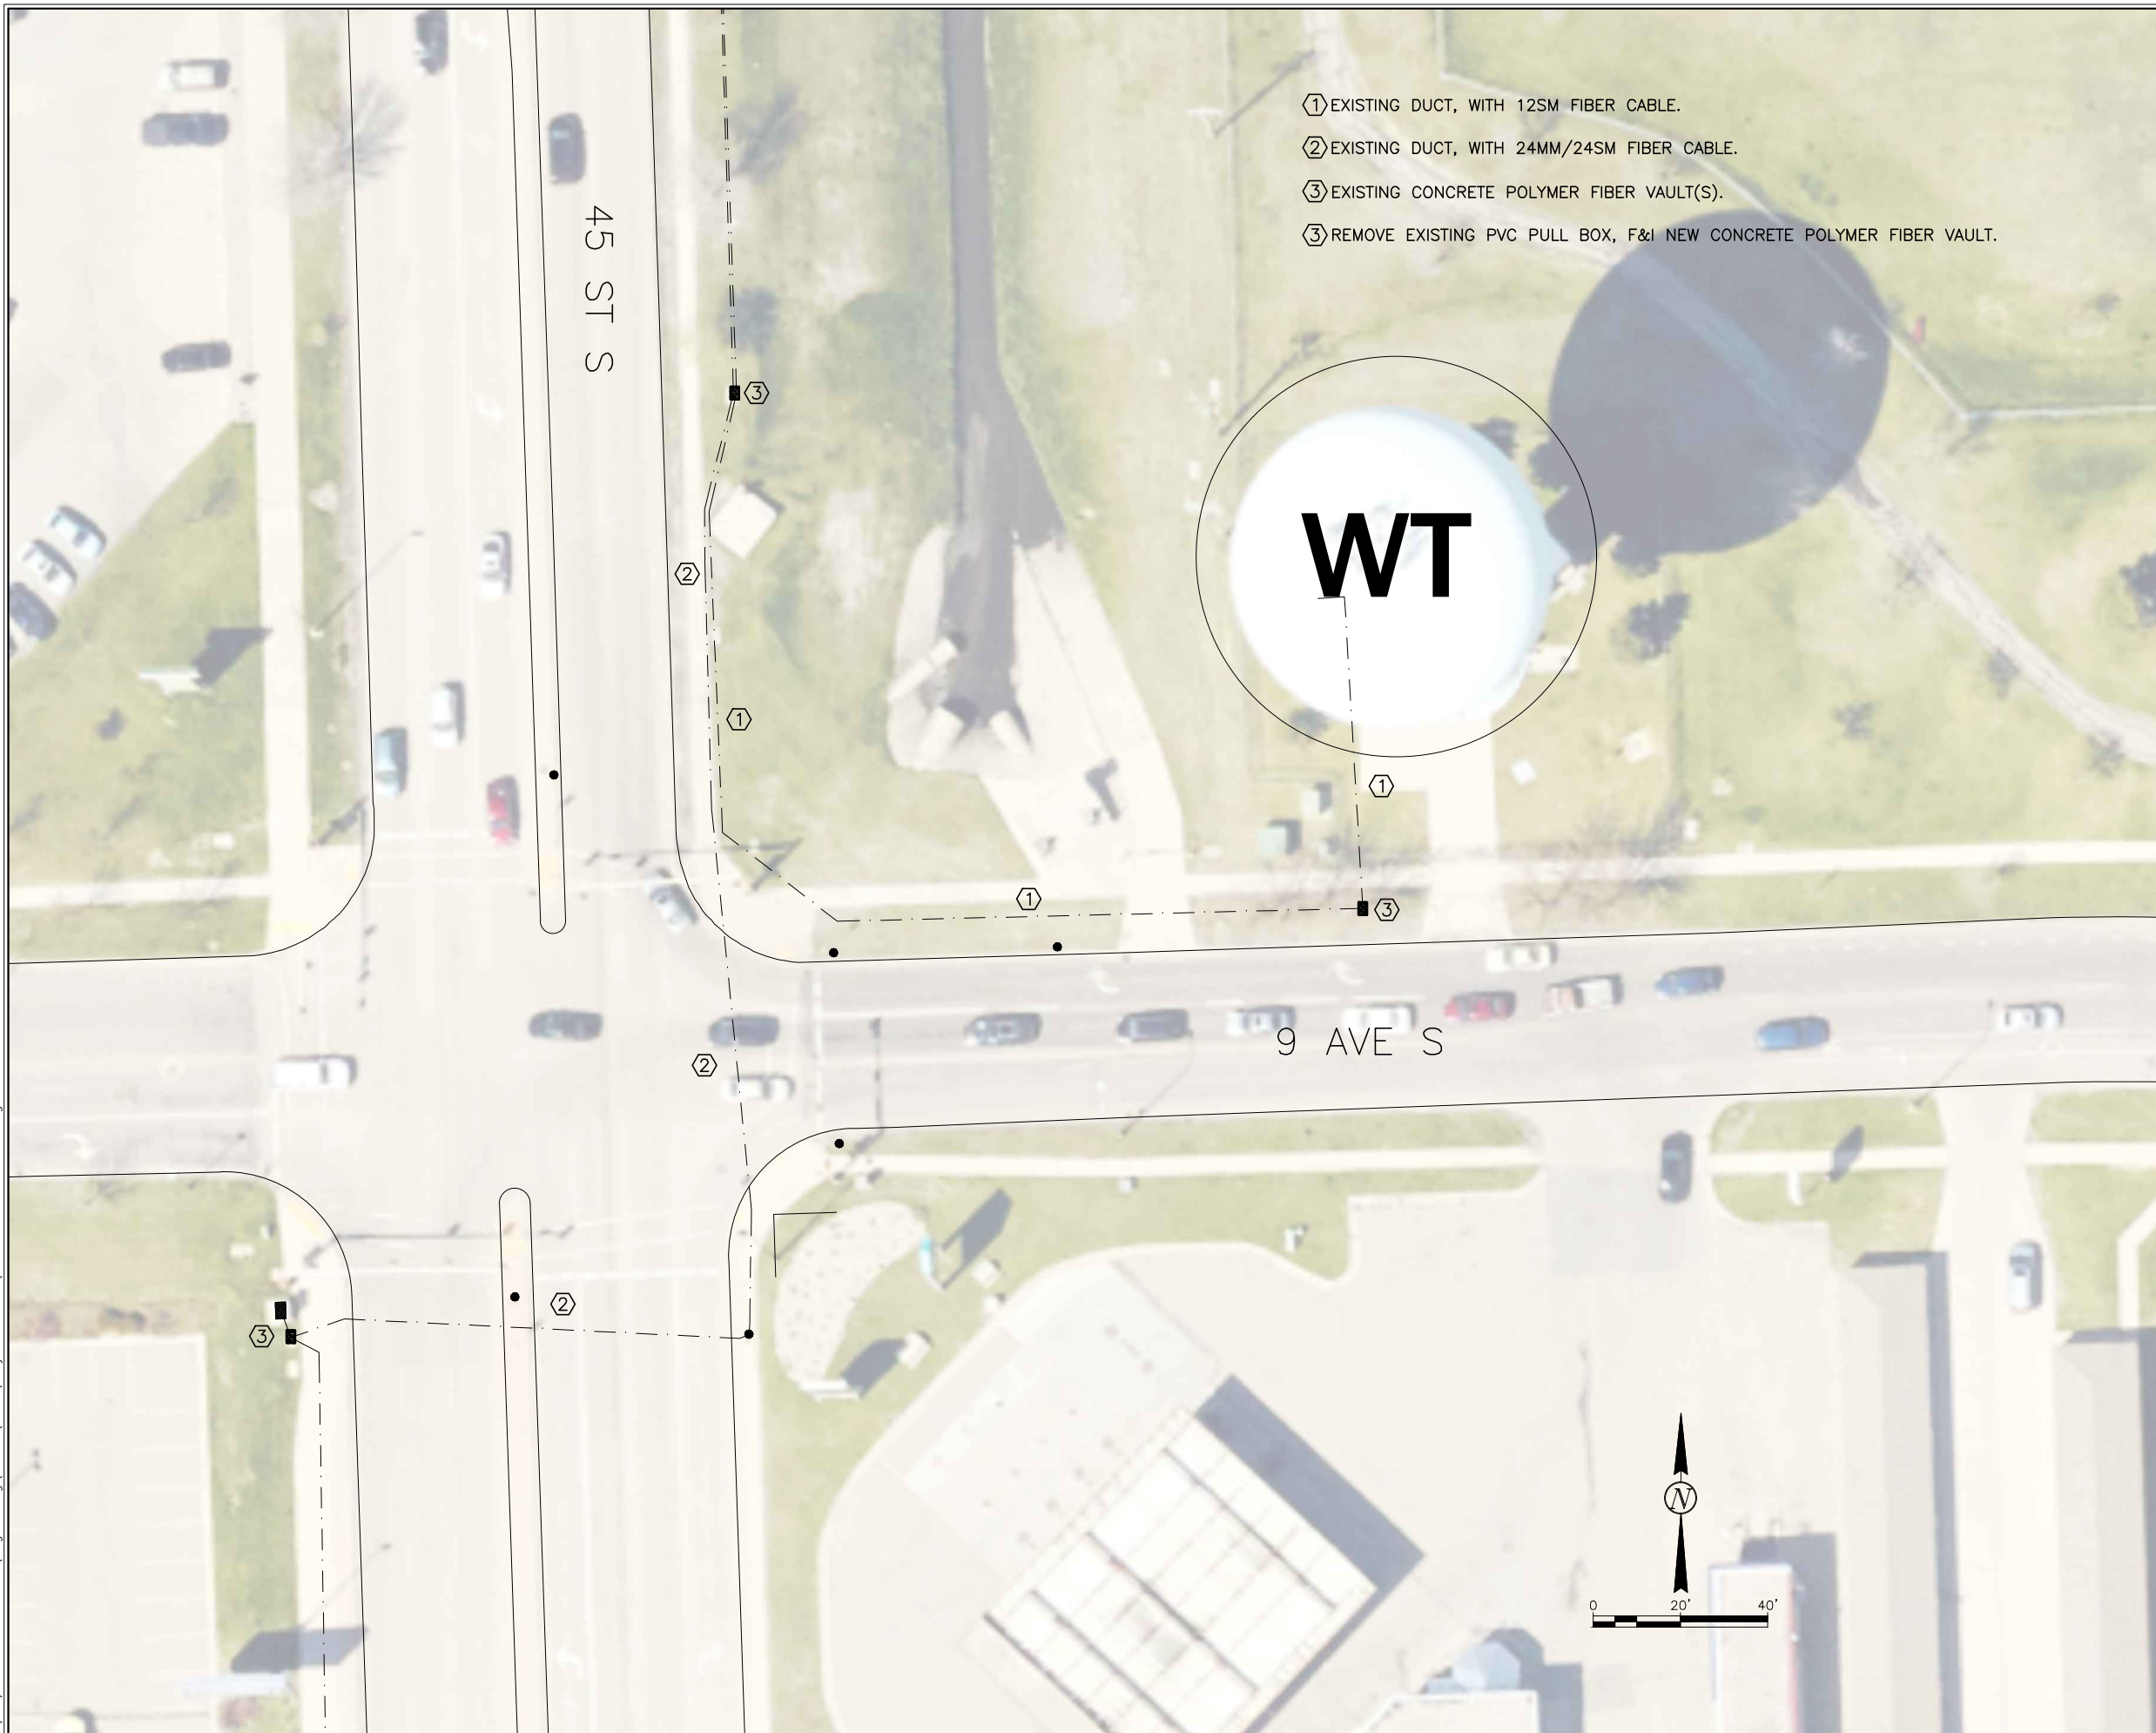 1 EXISTING DUCT, WITH 12SM FIBER CABLE.
2 EXISTING DUCT, WITH 24MM/24SM FIBER CABLE.
3 EXISTING CONCRETE POLYMER FIBER VAULT(S).
3 REMOVE EXISTING PVC PULL BOX, F&I NEW CONCRETE POLYMER FIBER VAULT.
45 ST S
3
WT
2
1
1
1
3
9 AVE S
2
2
3
N
0 20' 40'